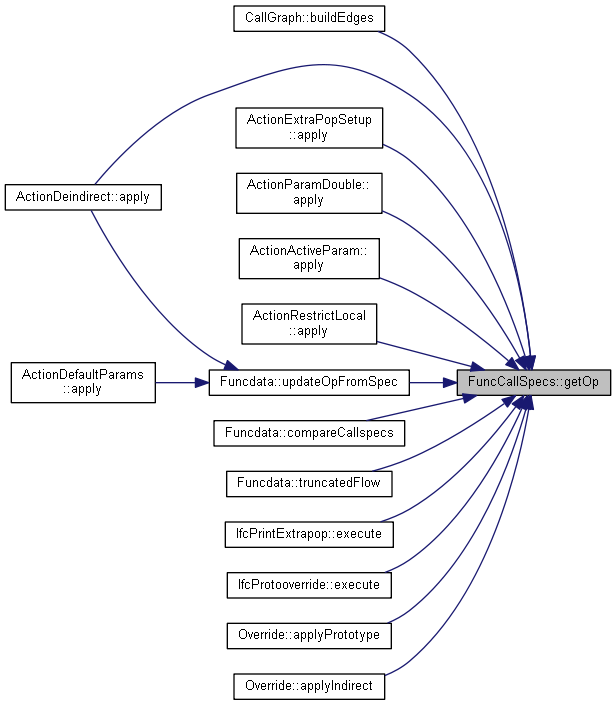 CallGraph::buildEdges
ActionExtraPopSetup
::apply
ActionParamDouble::
apply
ActionDeindirect::apply
ActionActiveParam::
apply
ActionRestrictLocal
::apply
ActionDefaultParams
::apply
Funcdata::updateOpFromSpec
FuncCallSpecs::getOp
Funcdata::compareCallspecs
Funcdata::truncatedFlow
IfcPrintExtrapop::execute
IfcProtooverride::execute
Override::applyPrototype
Override::applyIndirect